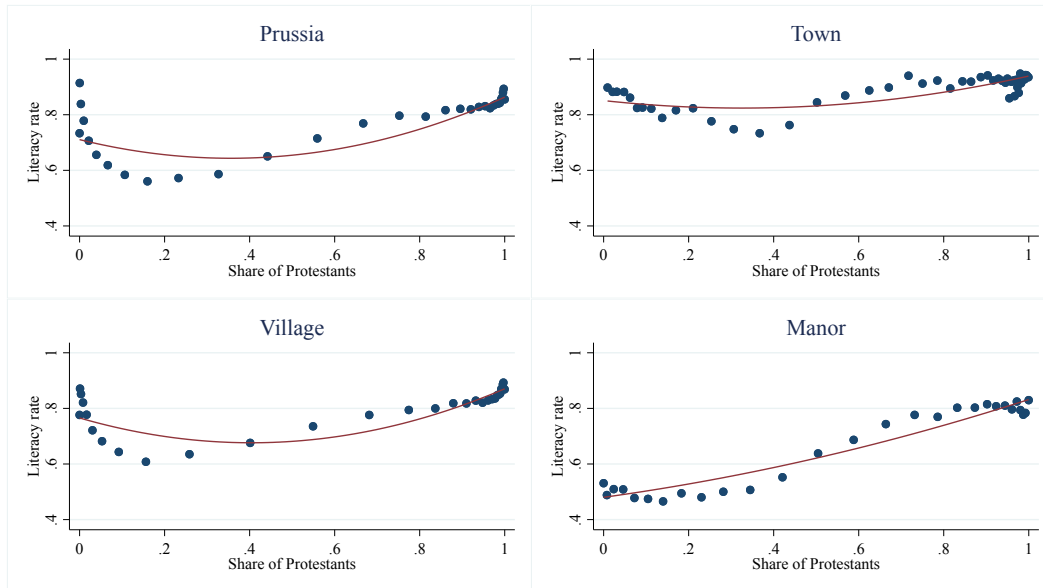 Prussia
Literacy rate
1
.8
.6
.4
0 .2 .4 .6 .8 1
Share of Protestants
Town
Literacy rate
1
.8
.6
.4
0 .2 .4 .6 .8 1
Share of Protestants
Village
Literacy rate
1
.8
.6
.4
0 .2 .4 .6 .8 1
Share of Protestants
Manor
Literacy rate
1
.8
.6
.4
0 .2 .4 .6 .8 1
Share of Protestants